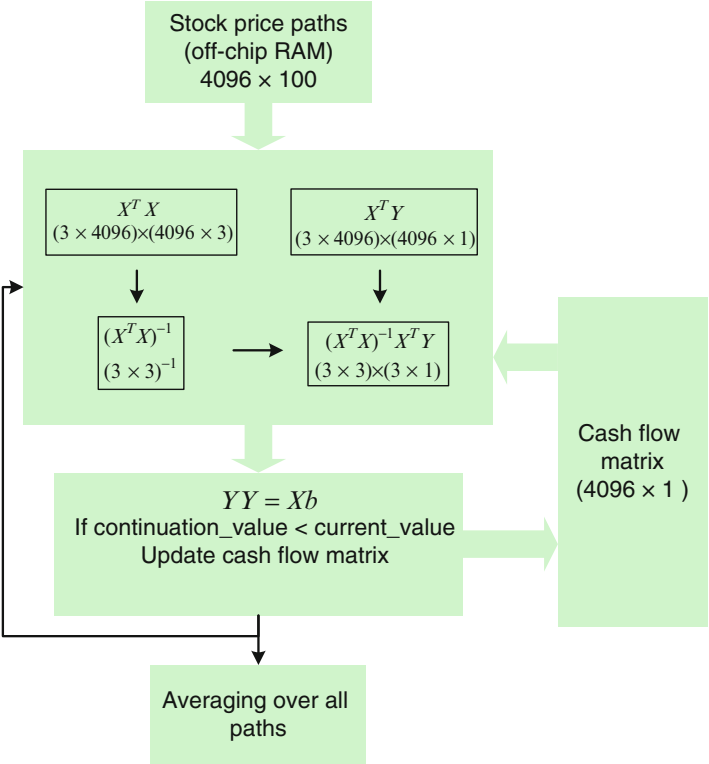 Stock price paths
(off-chip RAM)
4096 × 100
X^T X
(3 × 4096)×(4096 × 3)
X^T Y
(3 × 4096)×(4096 × 1)
(X^T X)^{-1}
(3 × 3)^{-1}
(X^T X)^{-1} X^T Y
(3 × 3)×(3 × 1)
Cash flow
matrix
(4096 × 1 )
YY = Xb
If continuation_value < current_value
Update cash flow matrix
Averaging over all
paths